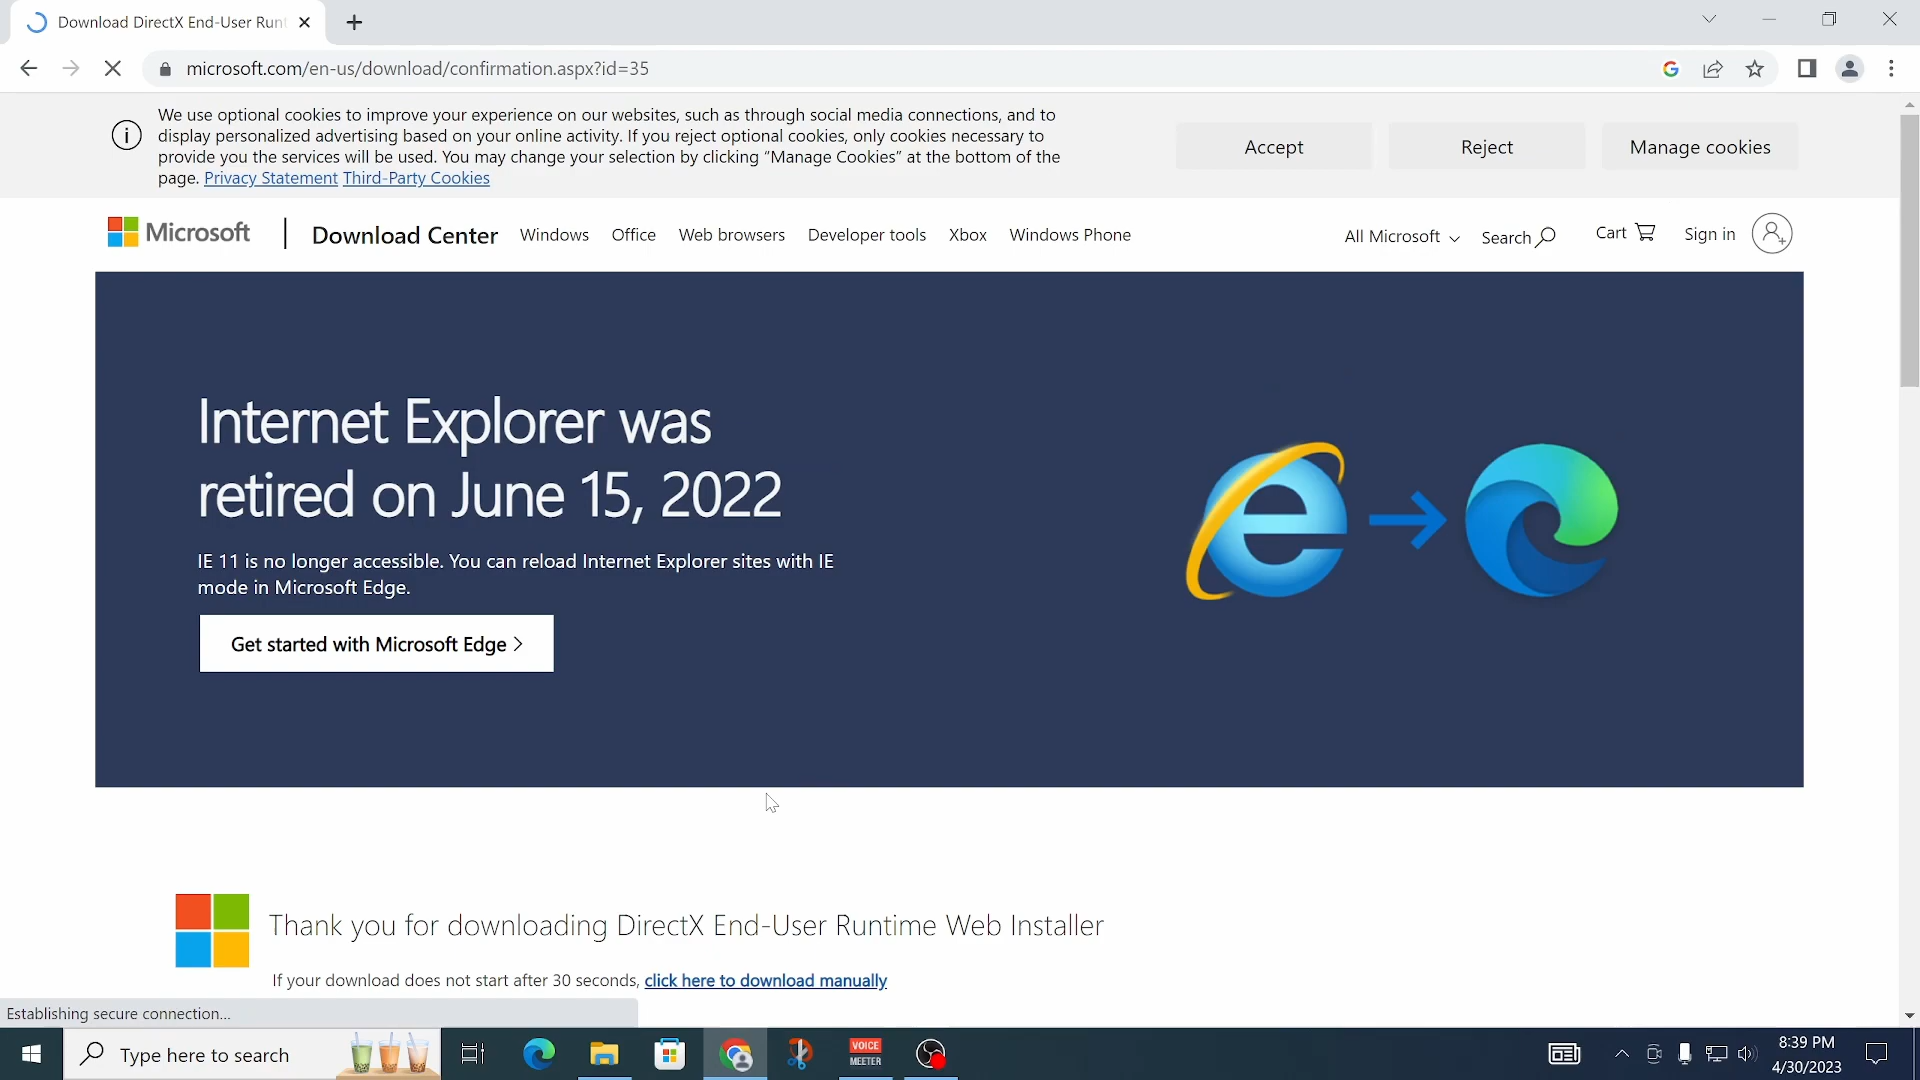 Download DirectX End-User Runt
microsoft.com/en-us/download/confirmation.aspx?id=35
We use optional cookies to improve your experience on our websites, such as through social media connections, and to
display personalized advertising based on your online activity. If you reject optional cookies, only cookies necessary to
provide you the services will be used. You may change your selection by clicking “Manage Cookies” at the bottom of the
page. Privacy Statement Third-Party Cookies
Accept
Reject
Manage cookies
Microsoft
Download Center
Windows
Office
Web browsers
Developer tools
Xbox
Windows Phone
All Microsoft
Search
Cart
Sign in
Internet Explorer was
retired on June 15, 2022
IE 11 is no longer accessible. You can reload Internet Explorer sites with IE
mode in Microsoft Edge.
Get started with Microsoft Edge >
Thank you for downloading DirectX End-User Runtime Web Installer
If your download does not start after 30 seconds, click here to download manually
Establishing secure connection...
Type here to search
VOICE
MEETER
8:39 PM
4/30/2023